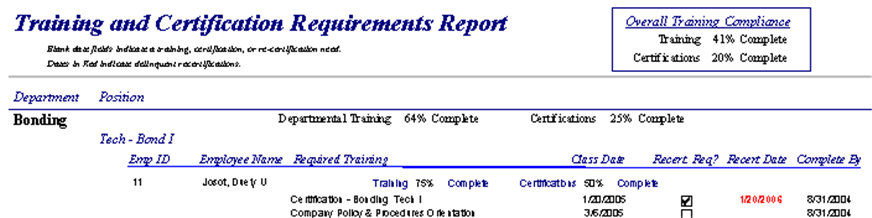 Training and Certification Requirements Report
Blank date fields indicate a training, certification, or re-certification need.
Dates in Red indicate delinquent recertifications.
Overall Training Compliance
Training 41% Complete
Certifications 20% Complete
Department Position
Bonding Departmental Training 64% Complete Certifications 25% Complete
Tech - Bond I
Emp ID Employee Name Required Training Class Date Recert. Req? Recent Date Complete By
11 U Training 75% Complete Certifications 50% Complete
Certification - Bonding Tech I 1/20/2005 1/20/2006 8/31/2004
Company Policy & Procedures Orientation 3/6/2005 8/31/2004